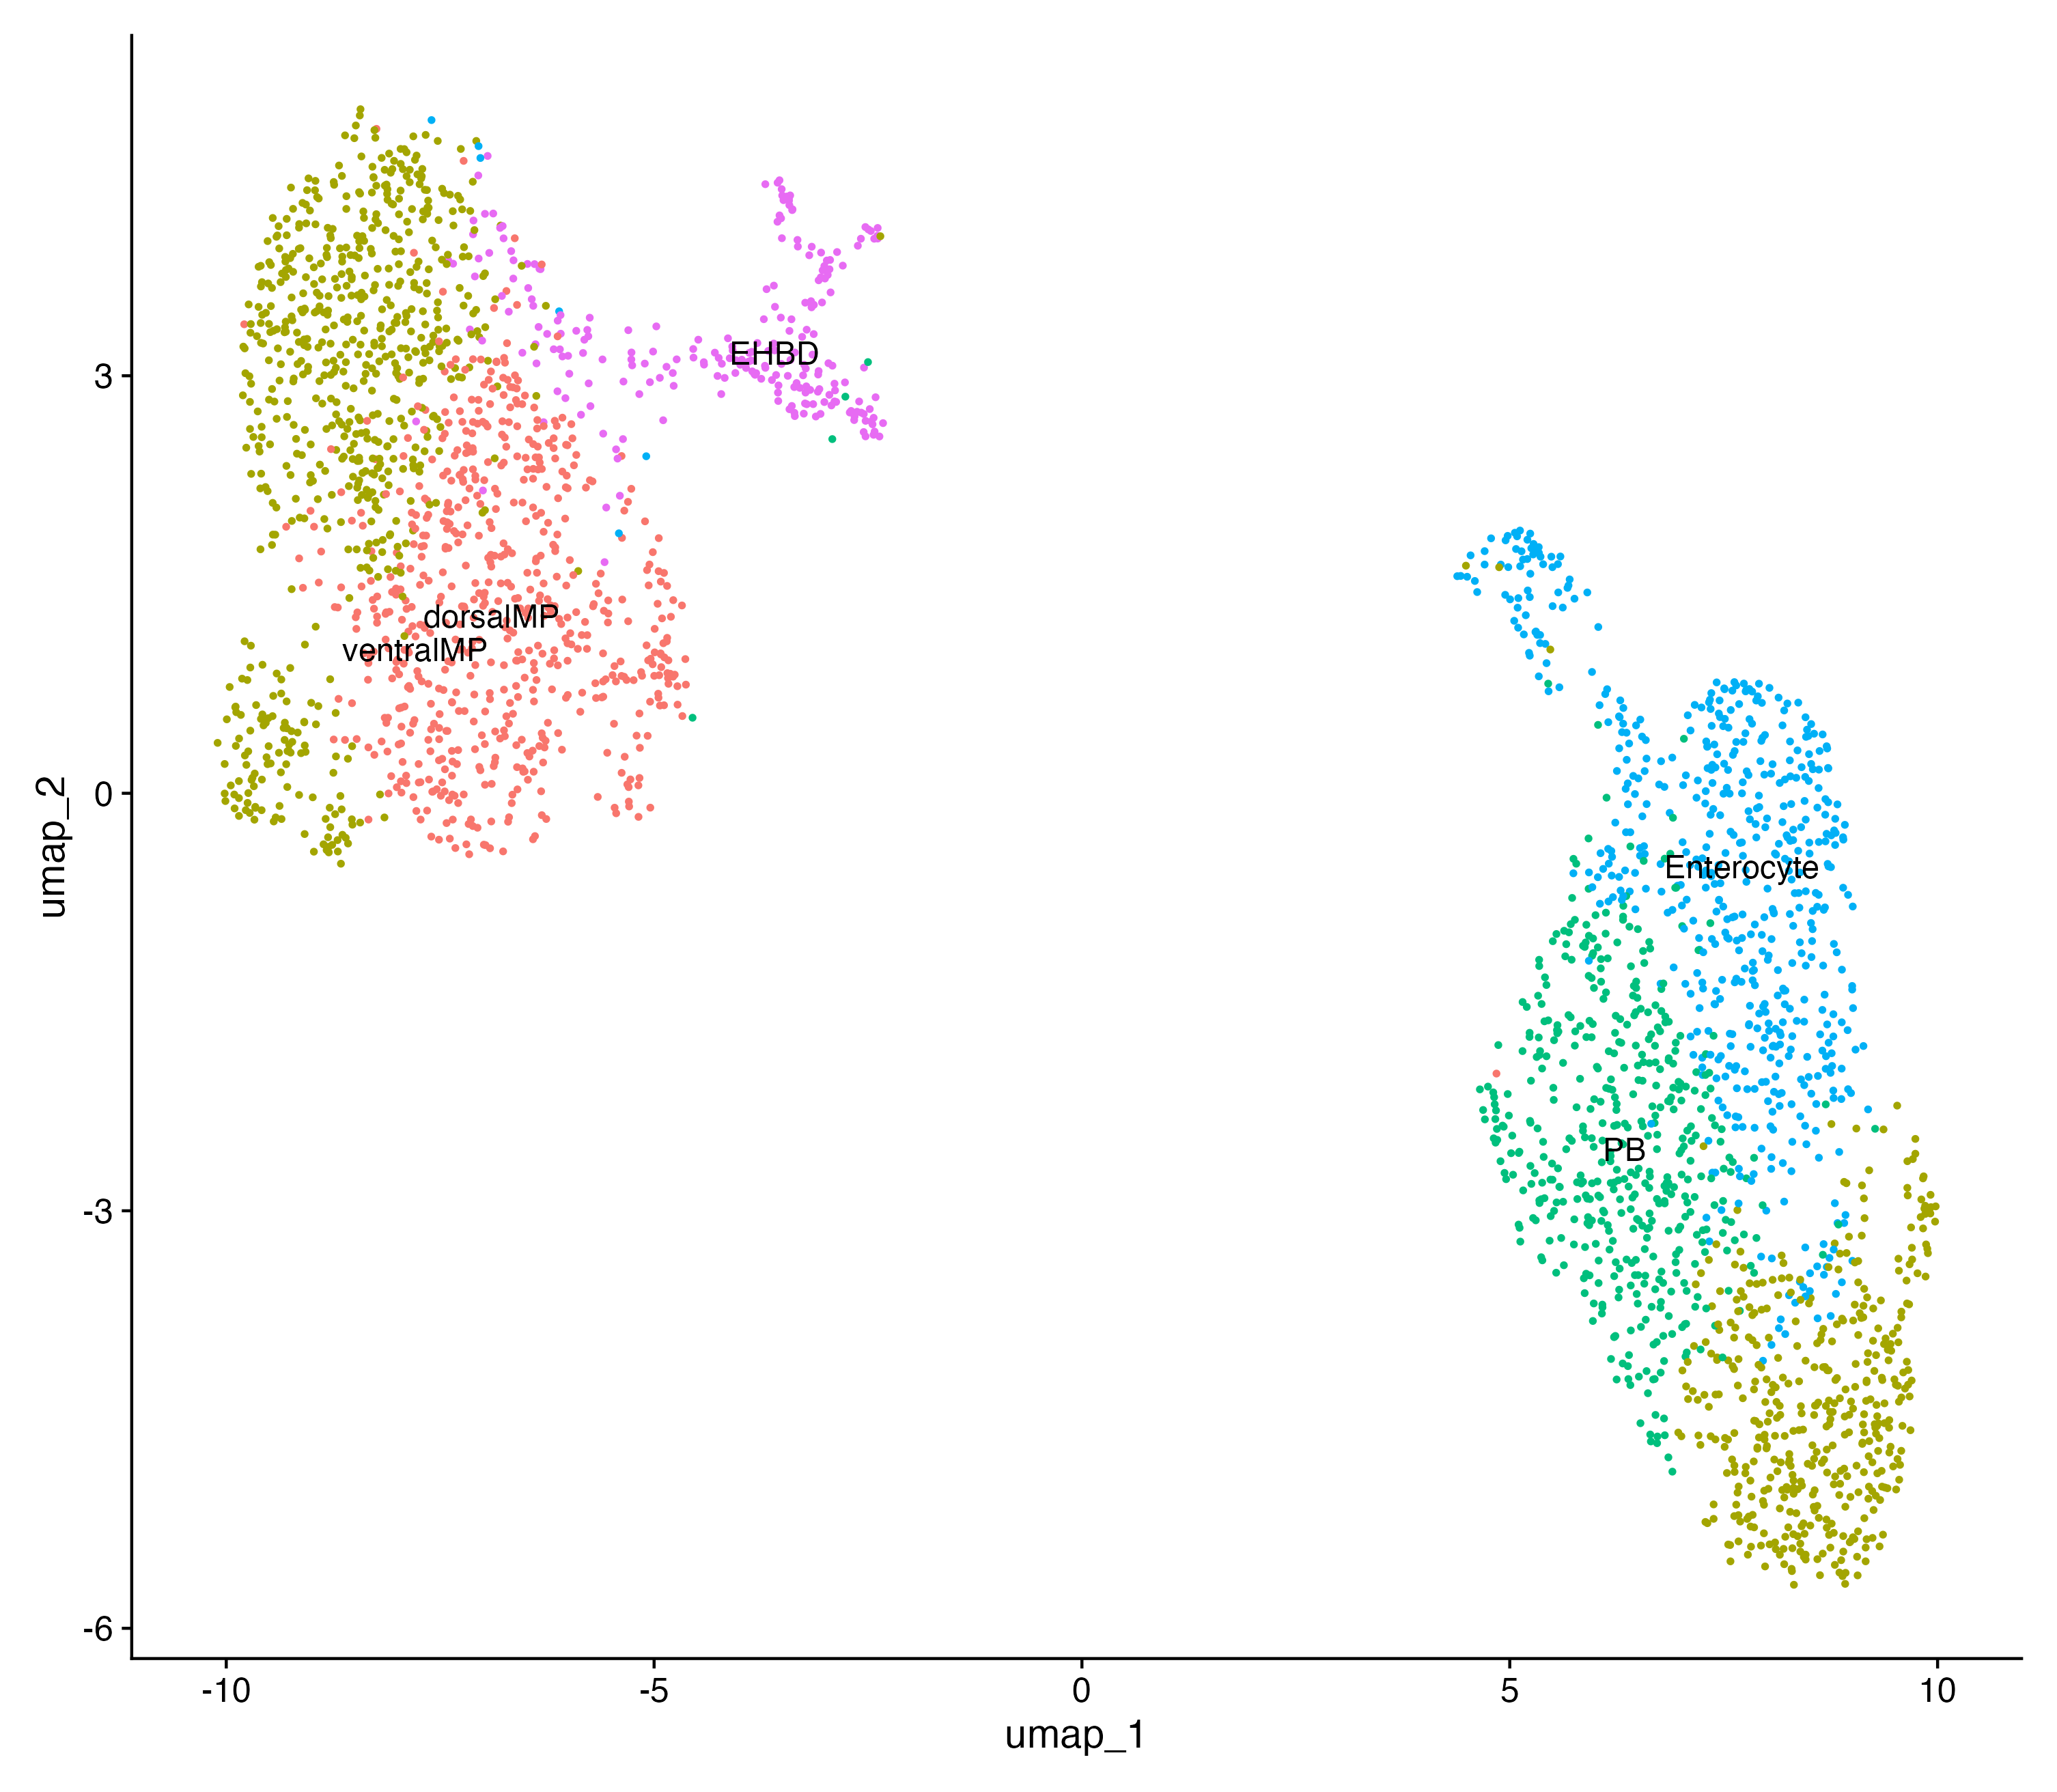 EHBD
dorsalMP
ventralMP
Enterocyte
PB
3
0
-3
-6
umap_2
-10
-5
0
5
10
umap_1